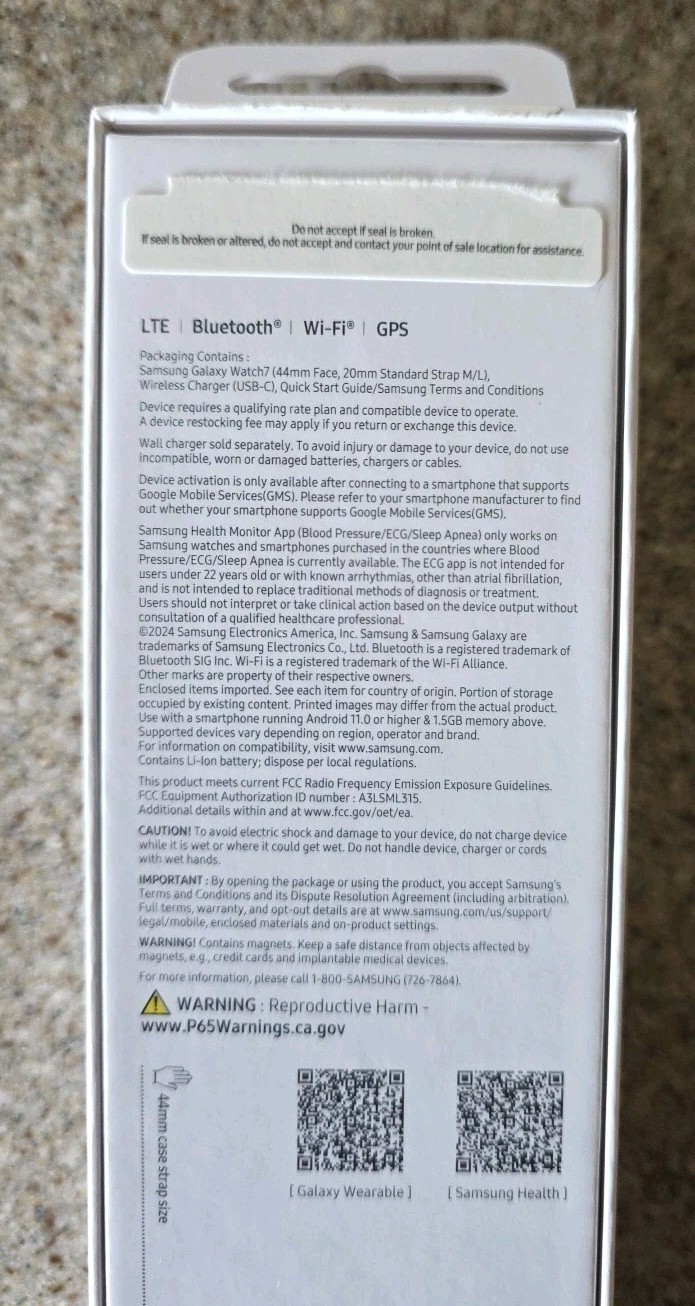 Do not accept if seal is broken.
If seal is broken or altered, do not accept and contact your point of sale location for assistance.
LTE | Bluetooth® | Wi-Fi® | GPS
Packaging Contains :
Samsung Galaxy Watch7 (44mm Face, 20mm Standard Strap M/L),
Wireless Charger (USB-C), Quick Start Guide/Samsung Terms and Conditions
Device requires a qualifying rate plan and compatible device to operate.
A device restocking fee may apply if you return or exchange this device.
Wall charger sold separately. To avoid injury or damage to your device, do not use
incompatible, worn or damaged batteries, chargers or cables.
Device activation is only available after connecting to a smartphone that supports
Google Mobile Services(GMS). Please refer to your smartphone manufacturer to find
out whether your smartphone supports Google Mobile Services(GMS).
Samsung Health Monitor App (Blood Pressure/ECG/Sleep Apnea) only works on
Samsung watches and smartphones purchased in the countries where Blood
Pressure/ECG/Sleep Apnea is currently available. The ECG app is not intended for
users under 22 years old or with known arrhythmias, other than atrial fibrillation,
and is not intended to replace traditional methods of diagnosis or treatment.
Users should not interpret or take clinical action based on the device output without
consultation of a qualified healthcare professional.
©2024 Samsung Electronics America, Inc. Samsung & Samsung Galaxy are
trademarks of Samsung Electronics Co., Ltd. Bluetooth is a registered trademark of
Bluetooth SIG Inc. Wi-Fi is a registered trademark of the Wi-Fi Alliance.
Other marks are property of their respective owners.
Enclosed items imported. See each item for country of origin. Portion of storage
occupied by existing content. Printed images may differ from the actual product.
Use with a smartphone running Android 11.0 or higher & 1.5GB memory above.
Supported devices vary depending on region, operator and brand.
For information on compatibility, visit www.samsung.com.
Contains Li-Ion battery; dispose per local regulations.
This product meets current FCC Radio Frequency Emission Exposure Guidelines.
FCC Equipment Authorization ID number : A3LSML315.
Additional details within and at www.fcc.gov/oet/ea.
CAUTION! To avoid electric shock and damage to your device, do not charge device
while it is wet or where it could get wet. Do not handle device, charger or cords
with wet hands.
IMPORTANT : By opening the package or using the product, you accept Samsung's
Terms and Conditions and its Dispute Resolution Agreement (including arbitration).
Full terms, warranty, and opt-out details are at www.samsung.com/us/support/
legal/mobile, enclosed materials and on-product settings.
WARNING! Contains magnets. Keep a safe distance from objects affected by
magnets, e.g., credit cards and implantable medical devices.
For more information, please call 1-800-SAMSUNG (726-7864).
WARNING : Reproductive Harm -
www.P65Warnings.ca.gov
44mm case strap size
[ Galaxy Wearable ]
[ Samsung Health ]